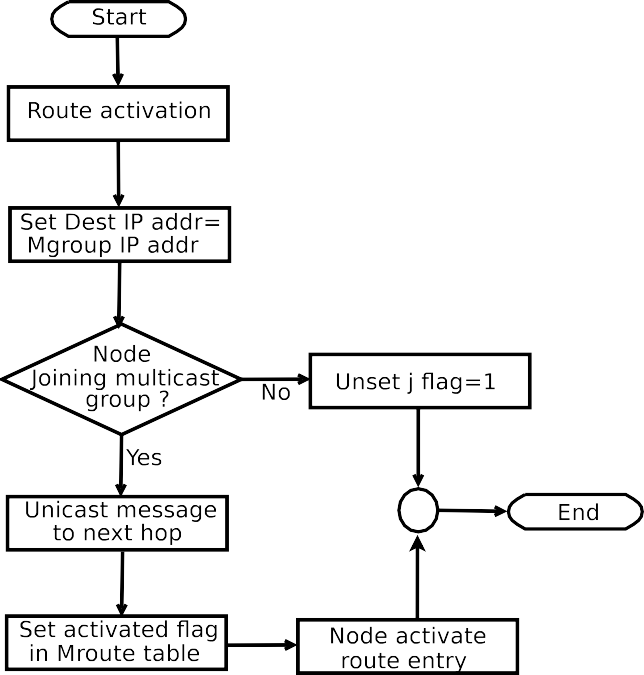 Start
Route activation
Set Dest IP addr=
Mgroup IP addr
Node
Joining multicast
group ?
No
Unset j flag=1
Yes
Unicast message
to next hop
End
Set activated flag
in Mroute table
Node activate
route entry